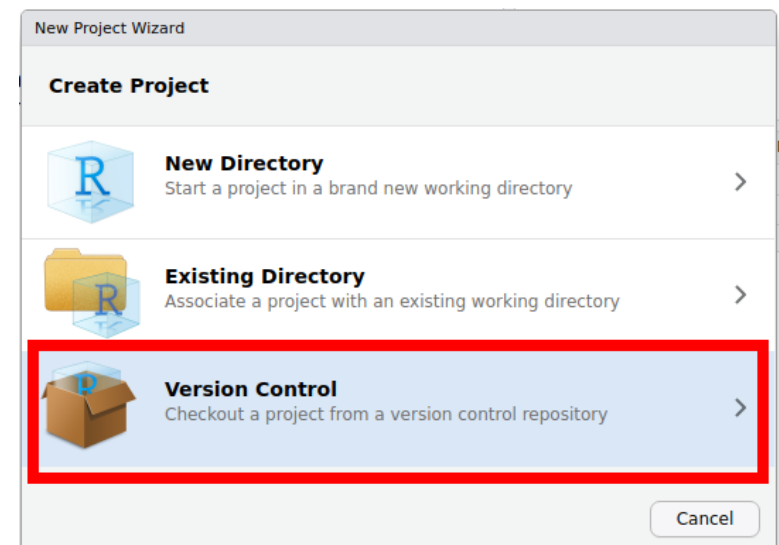 New Project Wizard
Create Project
R
New Directory
Start a project in a brand new working directory
R
Existing Directory
Associate a project with an existing working directory
R
Version Control
Checkout a project from a version control repository
Cancel